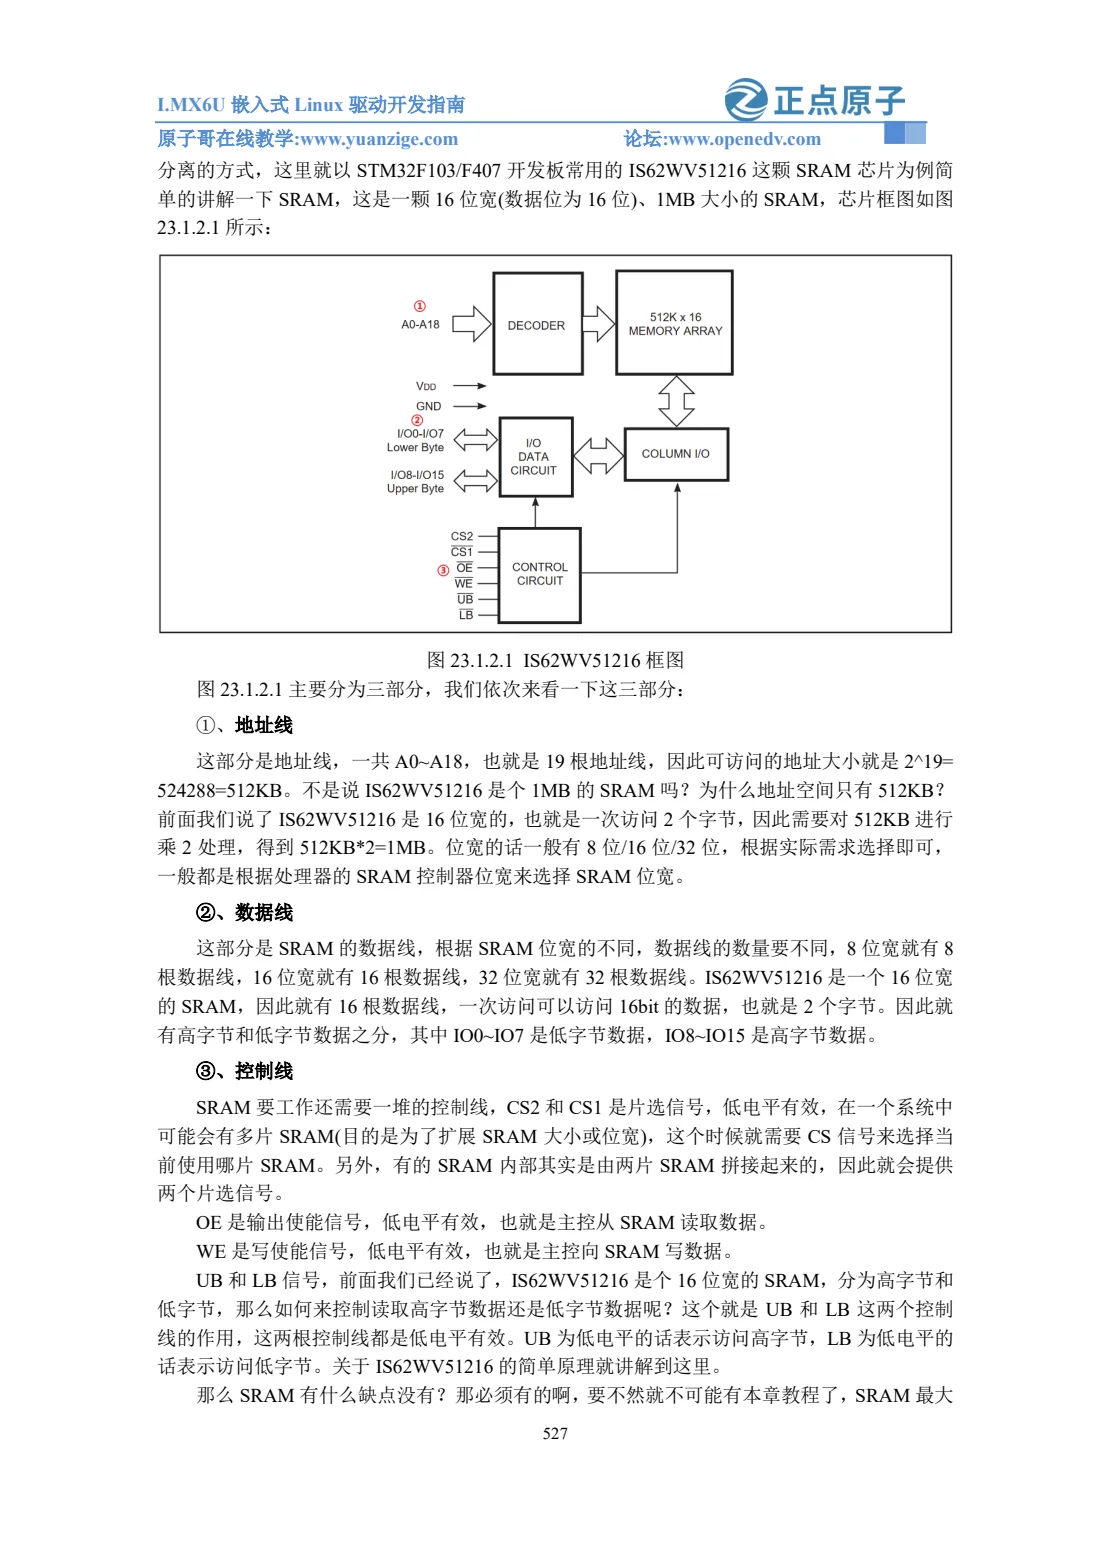 I.MX6U 嵌入式 Linux 驱动开发指南
正点原子
原子哥在线教学:www.yuanzige.com 论坛:www.openedv.com
分离的方式，这里就以 STM32F103/F407 开发板常用的 IS62WV51216 这颗 SRAM 芯片为例简
单的讲解一下 SRAM，这是一颗 16 位宽(数据位为 16 位)、1MB 大小的 SRAM，芯片框图如图
23.1.2.1 所示：
①
A0-A18
DECODER
512K x 16
MEMORY ARRAY
VDD
GND
②
I/O0-I/O7
Lower Byte
I/O8-I/O15
Upper Byte
I/O
DATA
CIRCUIT
COLUMN I/O
CS2
CS1
③ OE
WE
UB
LB
CONTROL
CIRCUIT
图 23.1.2.1 IS62WV51216 框图
图 23.1.2.1 主要分为三部分，我们依次来看一下这三部分：
①、地址线
这部分是地址线，一共 A0~A18，也就是 19 根地址线，因此可访问的地址大小就是 2^19=
524288=512KB。不是说 IS62WV51216 是个 1MB 的 SRAM 吗？为什么地址空间只有 512KB？
前面我们说了 IS62WV51216 是 16 位宽的，也就是一次访问 2 个字节，因此需要对 512KB 进行
乘 2 处理，得到 512KB*2=1MB。位宽的话一般有 8 位/16 位/32 位，根据实际需求选择即可，
一般都是根据处理器的 SRAM 控制器位宽来选择 SRAM 位宽。
②、数据线
这部分是 SRAM 的数据线，根据 SRAM 位宽的不同，数据线的数量要不同，8 位宽就有 8
根数据线，16 位宽就有 16 根数据线，32 位宽就有 32 根数据线。IS62WV51216 是一个 16 位宽
的 SRAM，因此就有 16 根数据线，一次访问可以访问 16bit 的数据，也就是 2 个字节。因此就
有高字节和低字节数据之分，其中 IO0~IO7 是低字节数据，IO8~IO15 是高字节数据。
③、控制线
SRAM 要工作还需要一堆的控制线，CS2 和 CS1 是片选信号，低电平有效，在一个系统中
可能会有多片 SRAM(目的是为了扩展 SRAM 大小或位宽)，这个时候就需要 CS 信号来选择当
前使用哪片 SRAM。另外，有的 SRAM 内部其实是由两片 SRAM 拼接起来的，因此就会提供
两个片选信号。
OE 是输出使能信号，低电平有效，也就是主控从 SRAM 读取数据。
WE 是写使能信号，低电平有效，也就是主控向 SRAM 写数据。
UB 和 LB 信号，前面我们已经说了，IS62WV51216 是个 16 位宽的 SRAM，分为高字节和
低字节，那么如何来控制读取高字节数据还是低字节数据呢？这个就是 UB 和 LB 这两个控制
线的作用，这两根控制线都是低电平有效。UB 为低电平的话表示访问高字节，LB 为低电平的
话表示访问低字节。关于 IS62WV51216 的简单原理就讲解到这里。
那么 SRAM 有什么缺点没有？那必须有的啊，要不然就不可能有本章教程了，SRAM 最大
527